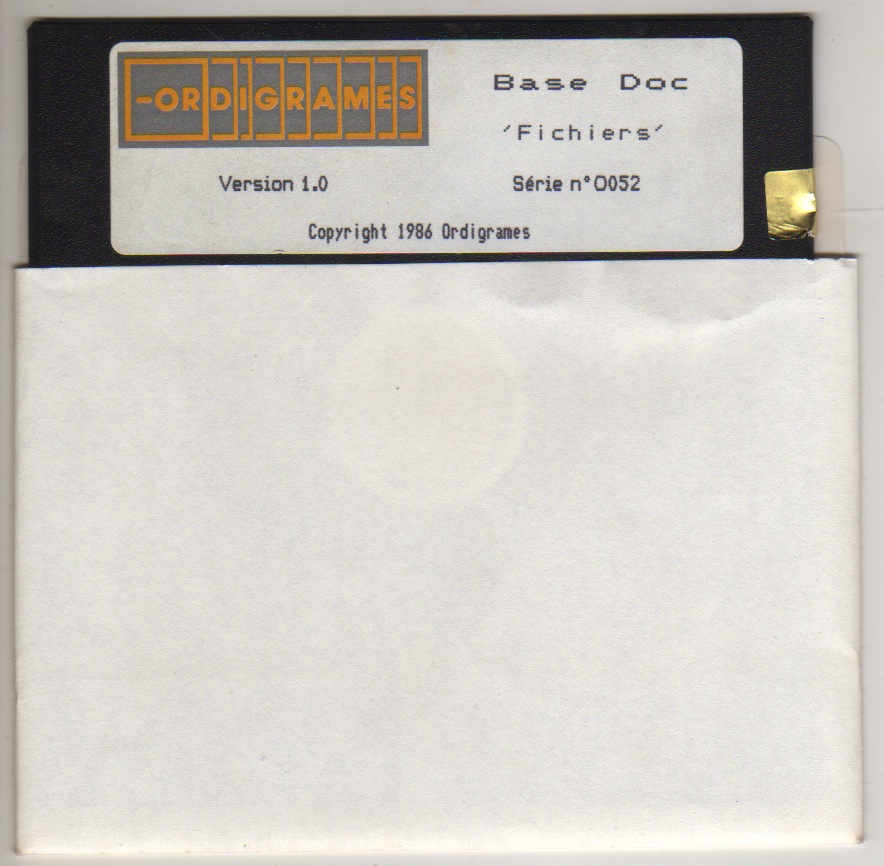 -ORDIGRAMES
Base Doc
'Fichiers'
Version 1.0
Série n°0052
Copyright 1986 Ordigrames